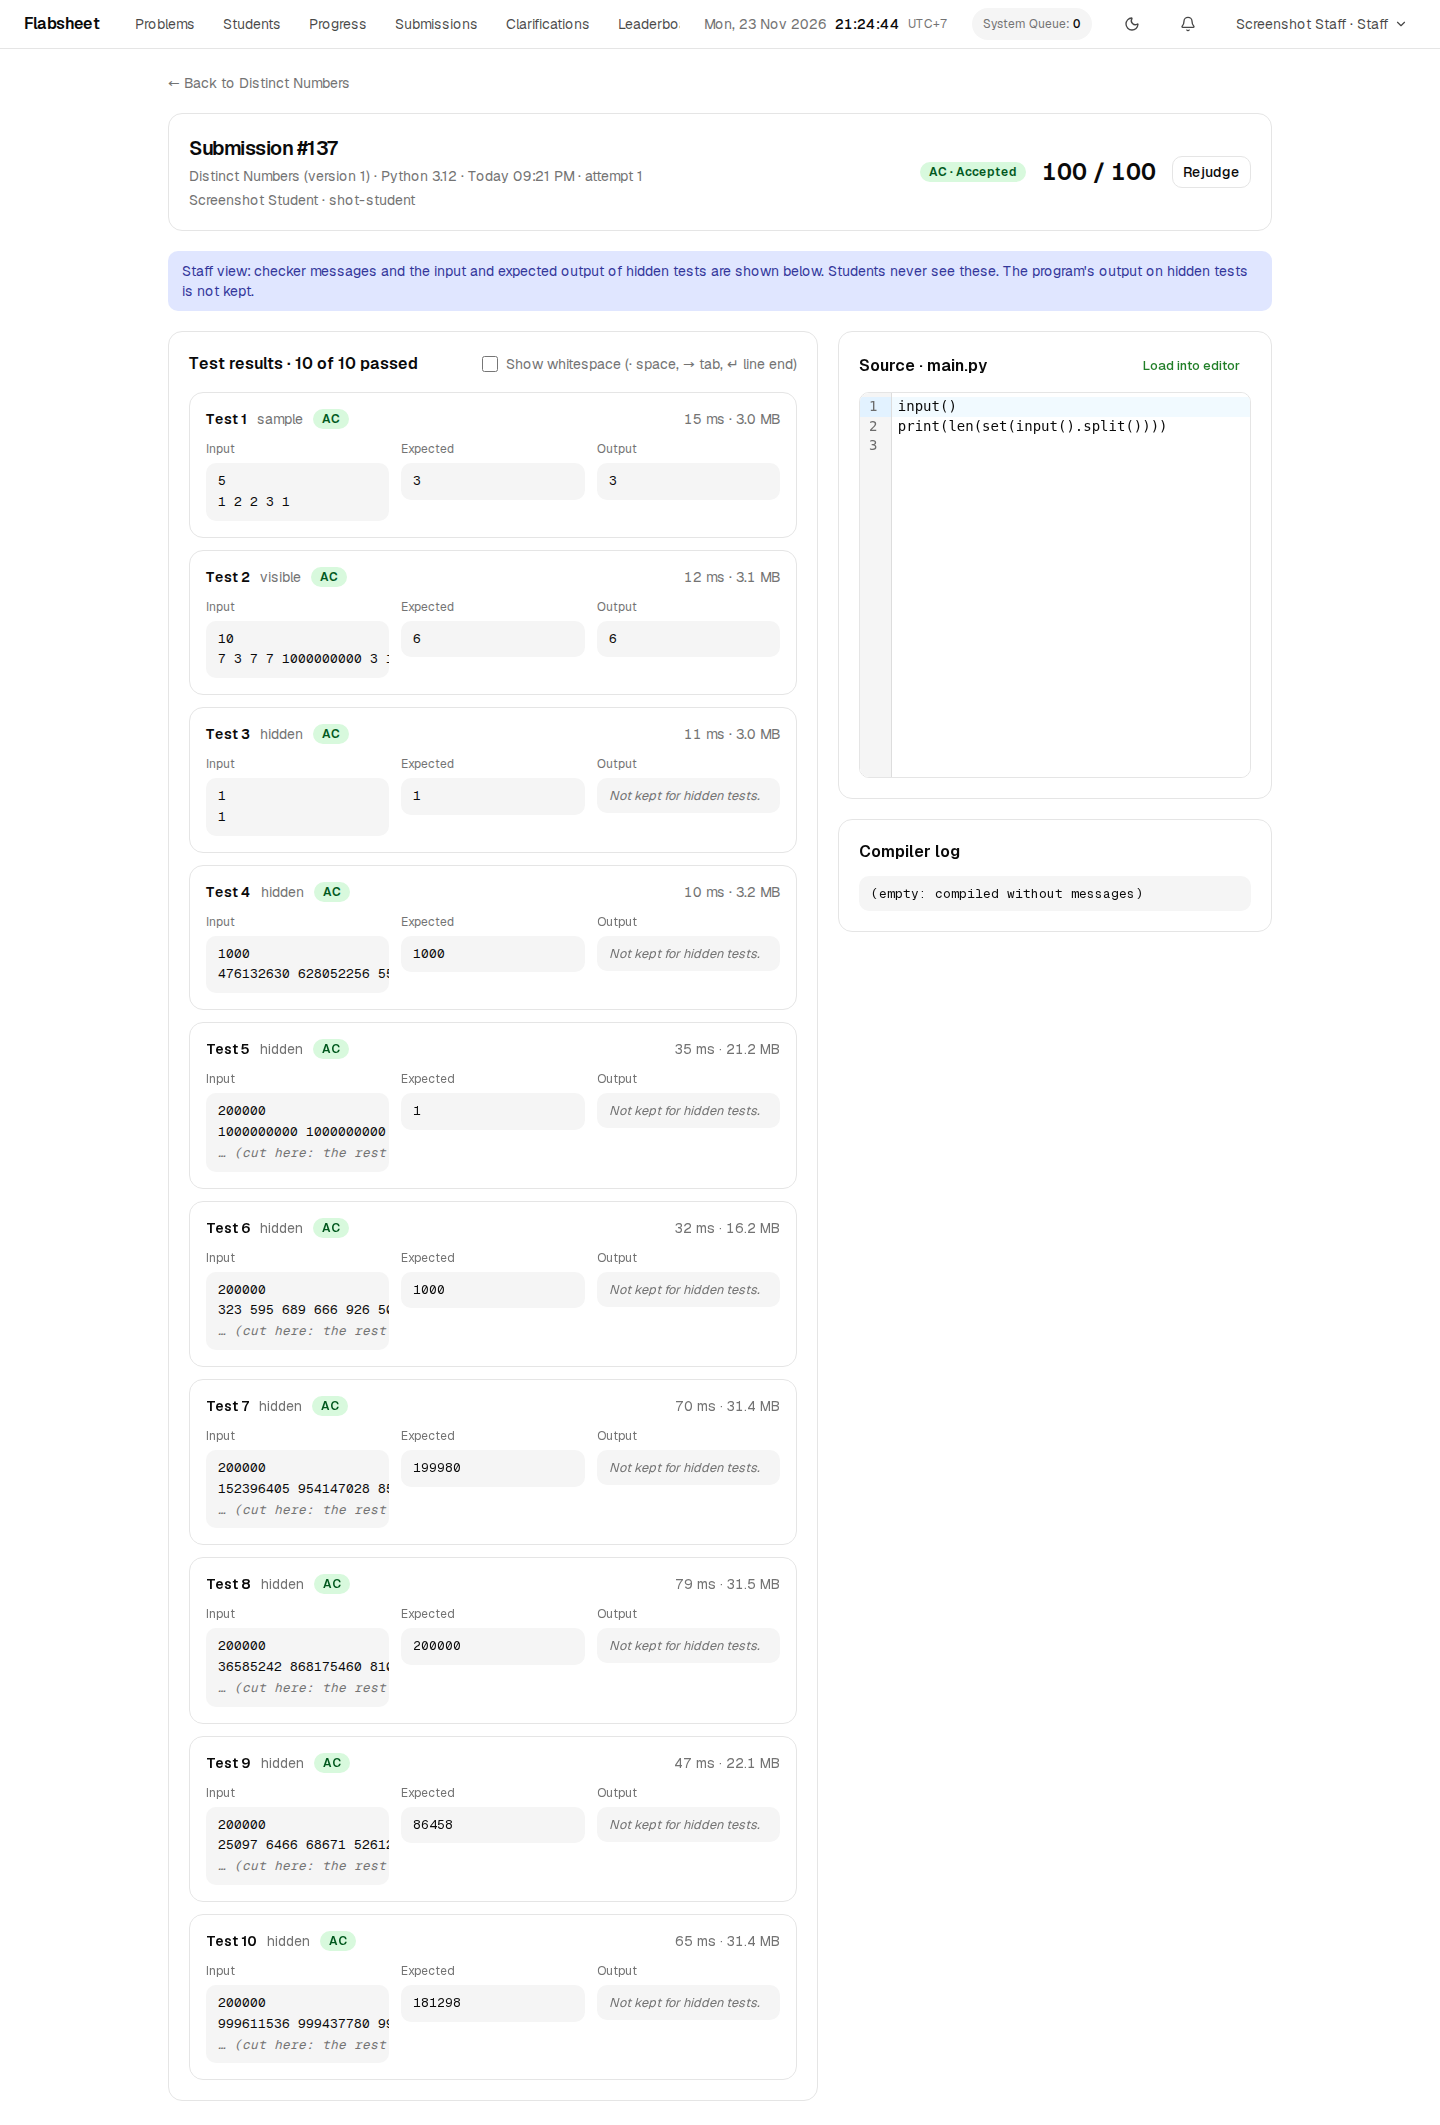 Flabsheet Problems Students Progress Submissions Clarifications Leaderbo Mon, 23 Nov 2026 21:24:44 UTC+7 System Queue: 0 Screenshot Staff · Staff
← Back to Distinct Numbers
Submission #137
Distinct Numbers (version 1) · Python 3.12 · Today 09:21 PM · attempt 1
Screenshot Student · shot-student
AC · Accepted 100 / 100 Rejudge
Staff view: checker messages and the input and expected output of hidden tests are shown below. Students never see these. The program's output on hidden tests
is not kept.
Test results · 10 of 10 passed Show whitespace (· space, → tab, ↵ line end)
Test 1 sample AC 15 ms · 3.0 MB
Input Expected Output
5 3 3
1 2 2 3 1
Test 2 visible AC 12 ms · 3.1 MB
Input Expected Output
10 6 6
7 3 7 7 1000000000 3
Test 3 hidden AC 11 ms · 3.0 MB
Input Expected Output
1 1 Not kept for hidden tests.
1
Test 4 hidden AC 10 ms · 3.2 MB
Input Expected Output
1000 1000 Not kept for hidden tests.
476132630 628052256 55
Test 5 hidden AC 35 ms · 21.2 MB
Input Expected Output
200000 1 Not kept for hidden tests.
1000000000 1000000000
… (cut here: the rest
Test 6 hidden AC 32 ms · 16.2 MB
Input Expected Output
200000 1000 Not kept for hidden tests.
323 595 689 666 926 50
… (cut here: the rest
Test 7 hidden AC 70 ms · 31.4 MB
Input Expected Output
200000 199980 Not kept for hidden tests.
152396405 954147028 85
… (cut here: the rest
Test 8 hidden AC 79 ms · 31.5 MB
Input Expected Output
200000 200000 Not kept for hidden tests.
36585242 868175460 810
… (cut here: the rest
Test 9 hidden AC 47 ms · 22.1 MB
Input Expected Output
200000 86458 Not kept for hidden tests.
25097 6466 68671 52612
… (cut here: the rest
Test 10 hidden AC 65 ms · 31.4 MB
Input Expected Output
200000 181298 Not kept for hidden tests.
999611536 999437780 99
… (cut here: the rest
Source · main.py Load into editor
1 input()
2 print(len(set(input().split())))
3
Compiler log
(empty: compiled without messages)